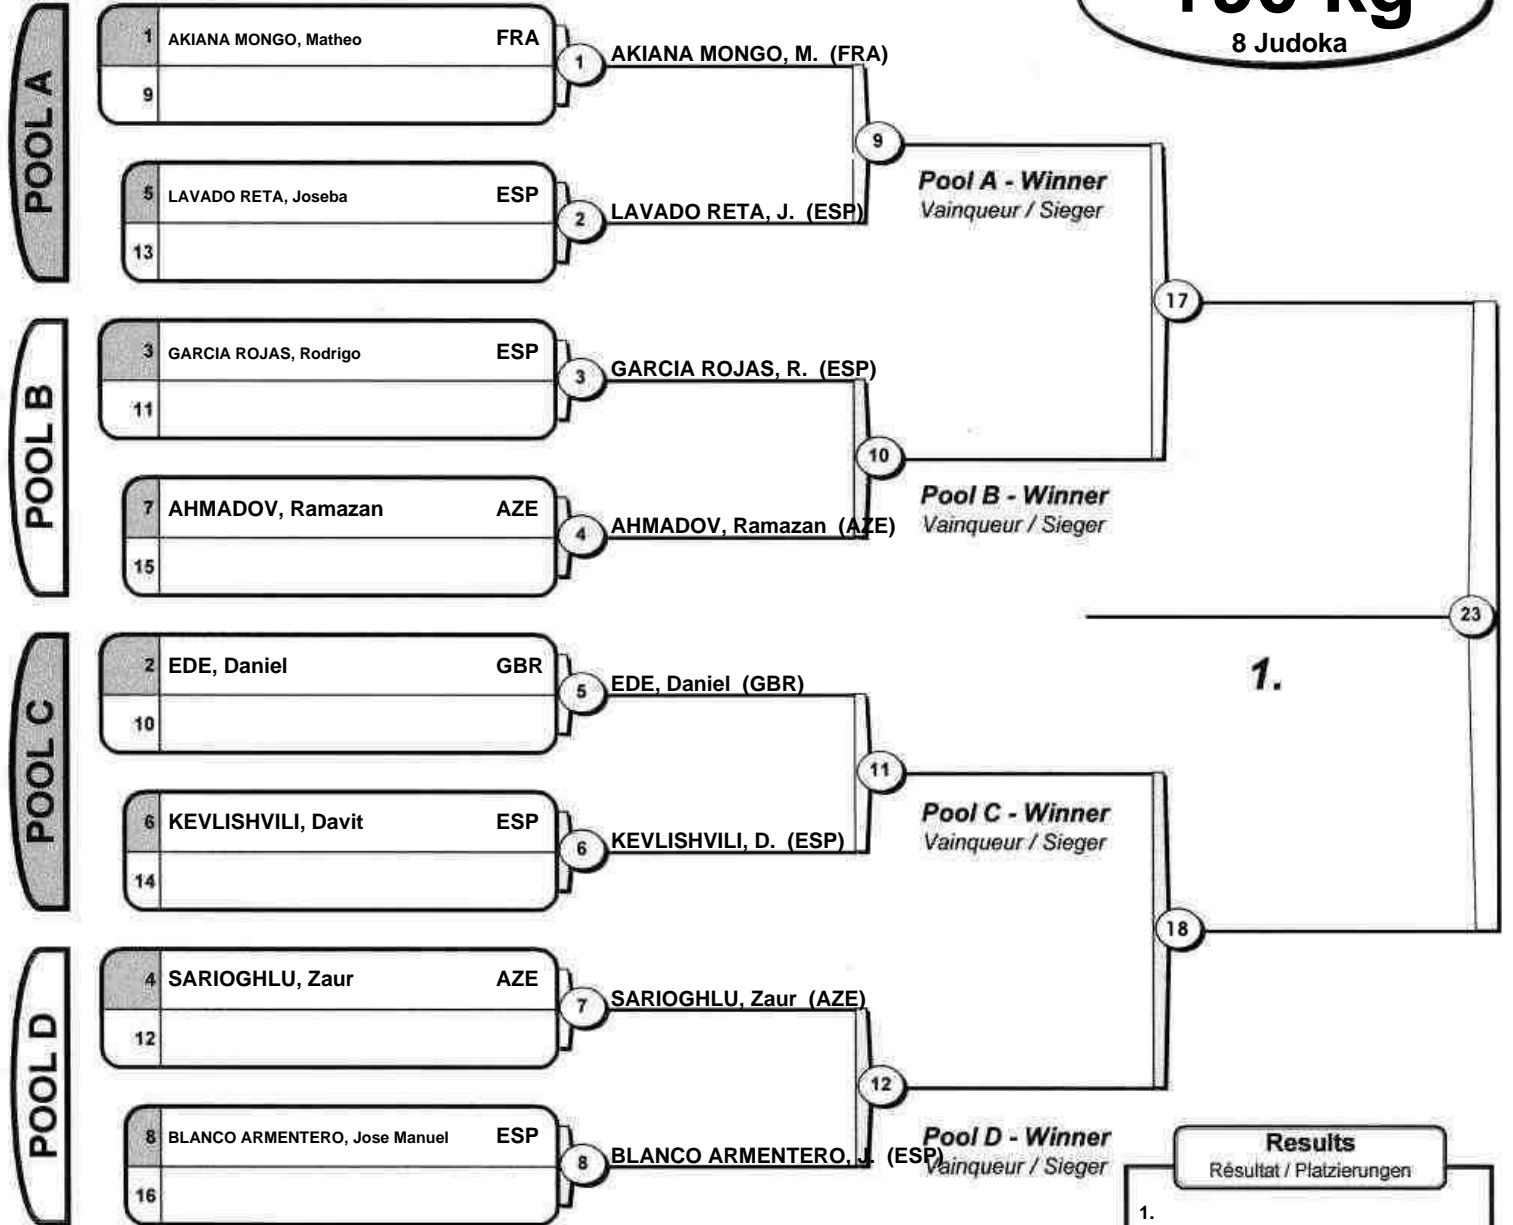 kg
8 Judoka
POOL A
1 AKIANA MONGO, Matheo FRA
9
1
AKIANA MONGO, M. (FRA)
5 LAVADO RETA, Joseba ESP
13
2
LAVADO RETA, J. (ESP)
9
Pool A - Winner
Vainqueur / Sieger
POOL B
3 GARCIA ROJAS, Rodrigo ESP
11
3
GARCIA ROJAS, R. (ESP)
7 AHMADOV, Ramazan AZE
15
4
AHMADOV, Ramazan (AZE)
10
Pool B - Winner
Vainqueur / Sieger
17
POOL C
2 EDE, Daniel GBR
10
5
EDE, Daniel (GBR)
6 KEVLISHVILI, Davit ESP
14
6
KEVLISHVILI, D. (ESP)
11
Pool C - Winner
Vainqueur / Sieger
POOL D
4 SARIOGHLU, Zaur AZE
12
7
SARIOGHLU, Zaur (AZE)
8 BLANCO ARMENTERO, Jose Manuel ESP
16
8
BLANCO ARMENTERO, J. (ESP)
12
Pool D - Winner
Vainqueur / Sieger
18
23
1.
Results
Résultat / Platzierungen
1.